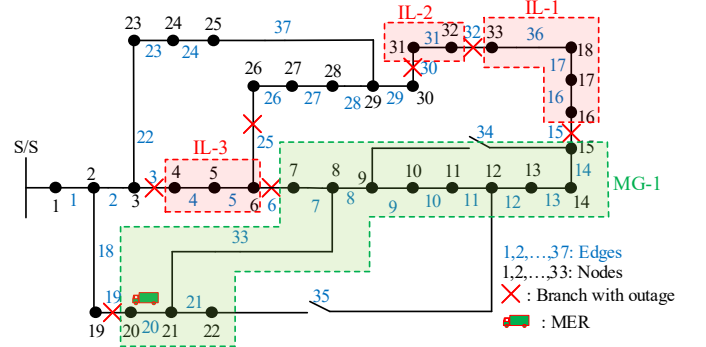 IL-2
IL-1
23 24 25
37
31 31 32 32 33 36 18
23 24
30
17 17
26 27 28
26 27 28 29 29 30
16 16
22
25
34
15 15
S/S
IL-3
3 4 5
7 8 9 10 11 12 13
14
MG-1
1 1 2 2 3 4 5 6 6 7 8 9 10 11 12 13 14
33
18
1,2,…,37: Edges
1,2,…,33: Nodes
19
21
35
: Branch with outage
19 20 20 21 22
: MER